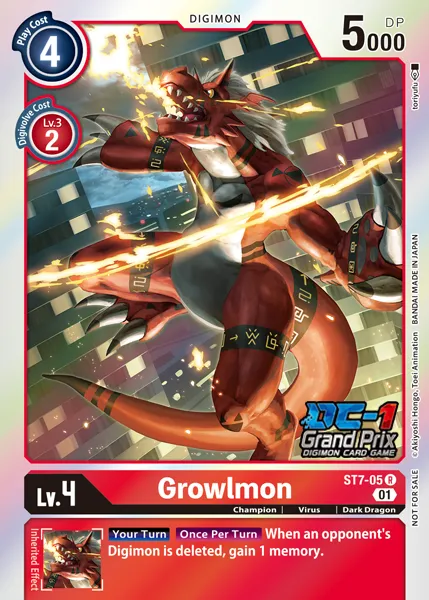 DIGIMON
Play Cost
4
DP
5000
Digivolve Cost
Lv.3
2
toriyufu
©Akiyoshi Hongo, Toei Animation BANDAI MADE IN JAPAN
NOT FOR SALE
DC-1
Grand Prix
DIGIMON CARD GAME
ST7-05 R
01
Lv.4
Growlmon
Champion | Virus | Dark Dragon
Inherited Effect
Your Turn Once Per Turn When an opponent's
Digimon is deleted, gain 1 memory.